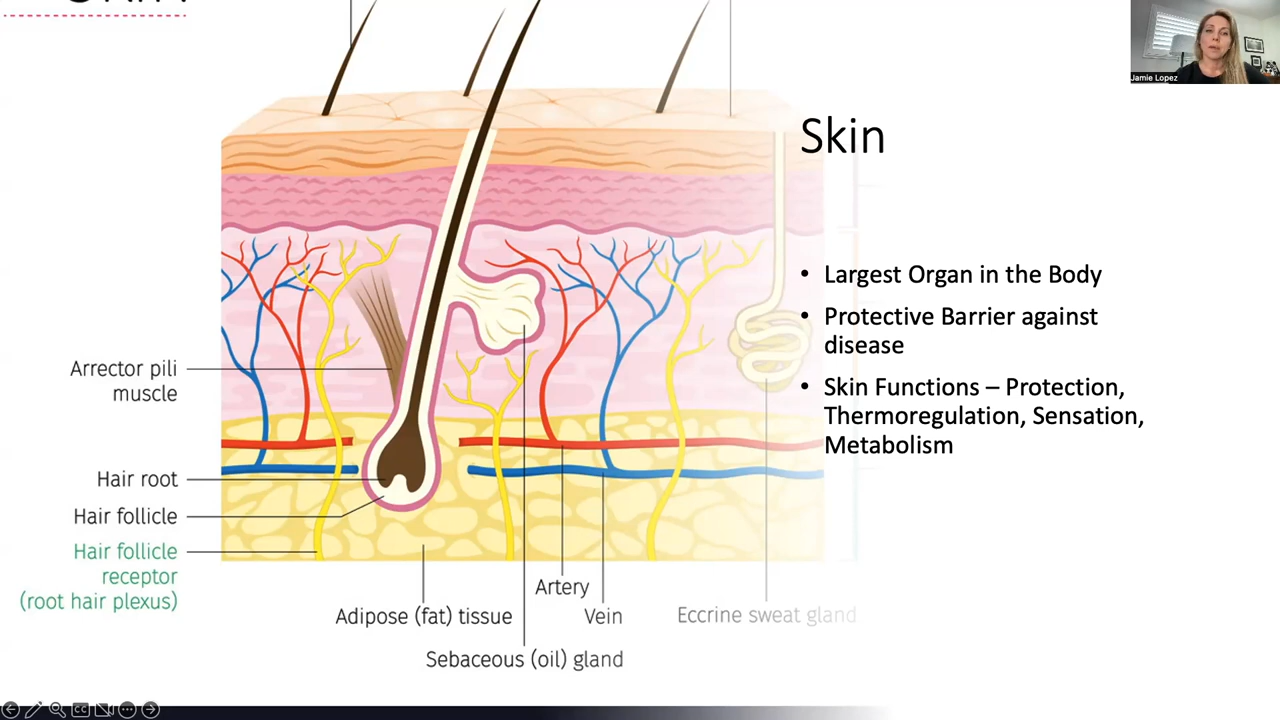 Jamie Lopez
Skin
• Largest Organ in the Body
• Protective Barrier against
disease
• Skin Functions – Protection,
Thermoregulation, Sensation,
Metabolism
Arrector pili
muscle
Hair root
Hair follicle
Hair follicle
receptor
(root hair plexus)
Adipose (fat) tissue
Sebaceous (oil) gland
Artery
Vein
Eccrine sweat gland
CC